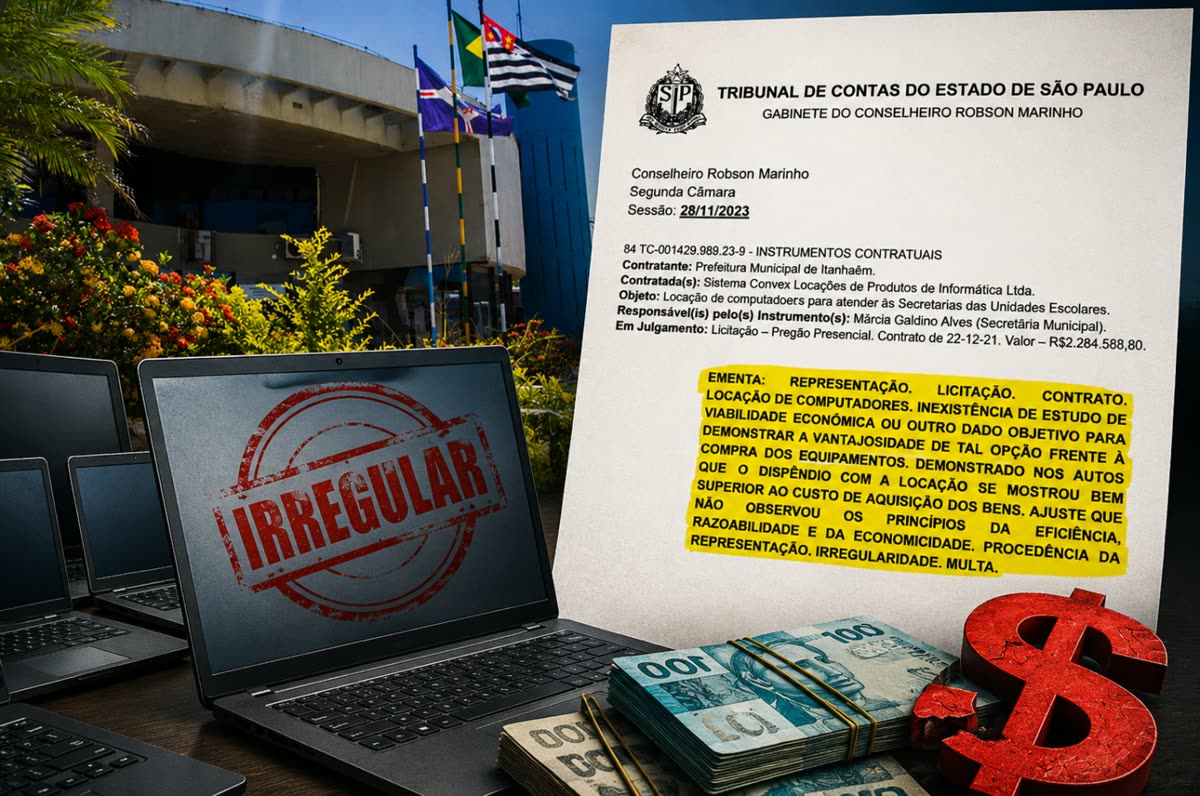 TRIBUNAL DE CONTAS DO ESTADO DE SÃO PAULO
GABINETE DO CONSELHEIRO ROBSON MARINHO
Conselheiro Robson Marinho
Segunda Câmara
Sessão: 28/11/2023
84 TC-001429.989.23-9 - INSTRUMENTOS CONTRATUAIS
Contratante: Prefeitura Municipal de Itanhaém.
Contratada(s): Sistema Convex Locações de Produtos de Informática Ltda.
Objeto: Locação de computadoers para atender às Secretarias das Unidades Escolares.
Responsável(is) pelo(s) Instrumento(s): Márcia Galdino Alves (Secretária Municipal).
Em Julgamento: Licitação – Pregão Presencial. Contrato de 22-12-21. Valor – R$2.284.588,80.
EMENTA: REPRESENTAÇÃO. LICITAÇÃO. CONTRATO.
LOCAÇÃO DE COMPUTADORES. INEXISTÊNCIA DE ESTUDO DE
VIABILIDADE ECONÔMICA OU OUTRO DADO OBJETIVO PARA
DEMONSTRAR A VANTAJOSIDADE DE TAL OPÇÃO FRENTE À
COMPRA DOS EQUIPAMENTOS. DEMONSTRADO NOS AUTOS
QUE O DISPÊNDIO COM A LOCAÇÃO SE MOSTROU BEM
SUPERIOR AO CUSTO DE AQUISIÇÃO DOS BENS. AJUSTE QUE
NÃO OBSERVOU OS PRINCÍPIOS DA EFICIÊNCIA,
RAZOABILIDADE E DA ECONOMICIDADE. PROCEDÊNCIA DA
REPRESENTAÇÃO. IRREGULARIDADE. MULTA.
IRREGULAR
100